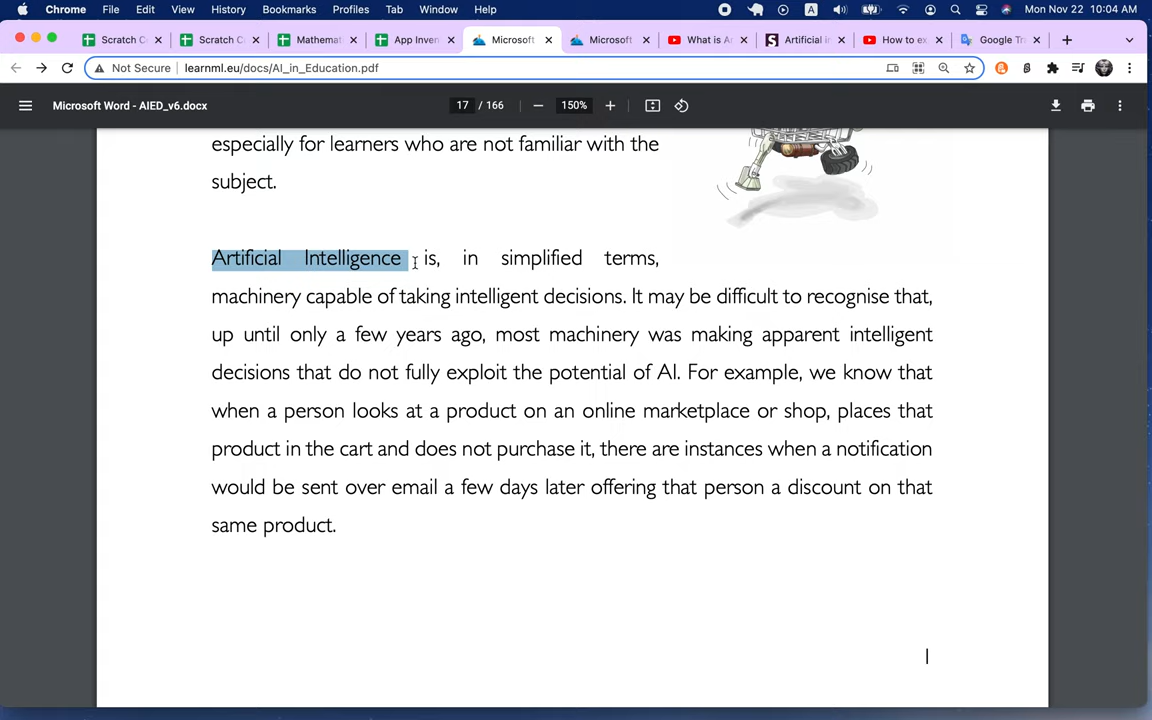 Chrome File Edit View History Bookmarks Profiles Tab Window Help A Mon Nov 22 10:04 AM
Scratch C Scratch C Mathemat App Inven Microsoft Microsoft What is A Artificial i How to ex Google Tr
Not Secure learnml.eu/docs/AI_in_Education.pdf
Microsoft Word - AIED_v6.docx 17 / 166 150%
especially for learners who are not familiar with the
subject.
Artificial Intelligence is, in simplified terms,
machinery capable of taking intelligent decisions. It may be difficult to recognise that,
up until only a few years ago, most machinery was making apparent intelligent
decisions that do not fully exploit the potential of AI. For example, we know that
when a person looks at a product on an online marketplace or shop, places that
product in the cart and does not purchase it, there are instances when a notification
would be sent over email a few days later offering that person a discount on that
same product.
1